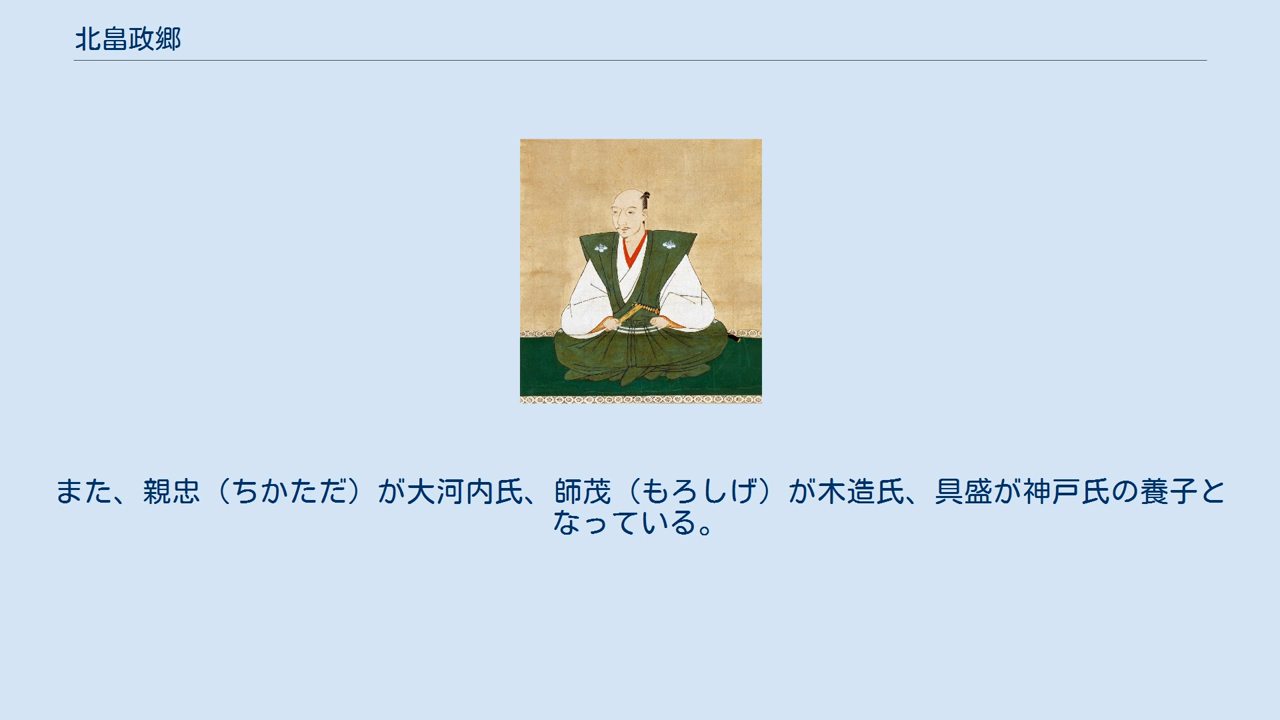 北畠政郷
また、親忠（ちかただ）が大河内氏、師茂（もろしげ）が木造氏、具盛が神戸氏の養子と
なっている。